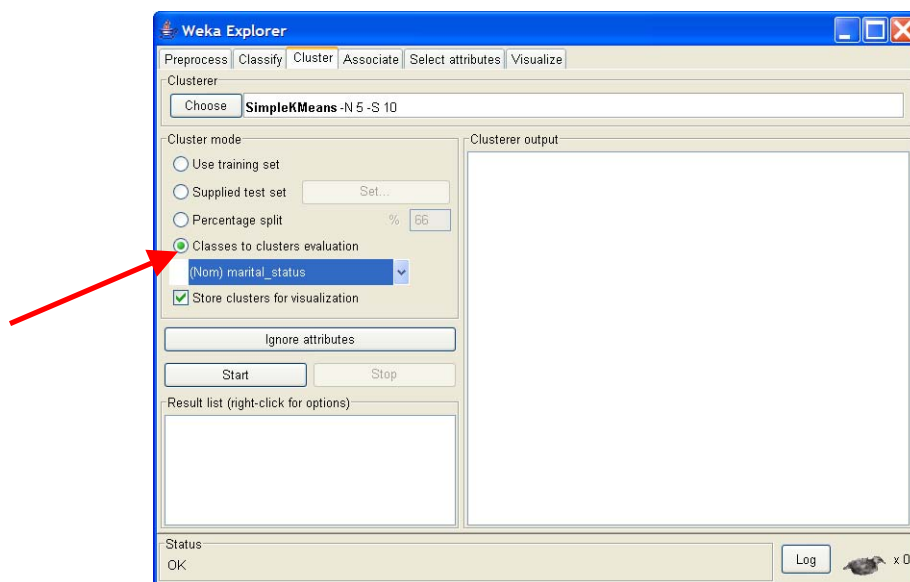 Weka Explorer
Preprocess Classify Cluster Associate Select attributes Visualize
Clusterer
Choose SimpleKMeans -N 5 -S 10
Cluster mode
Use training set
Supplied test set Set...
Percentage split % 66
Classes to clusters evaluation
(Nom) marital_status
Store clusters for visualization
Ignore attributes
Start Stop
Result list (right-click for options)
Clusterer output
Status
OK
Log x 0